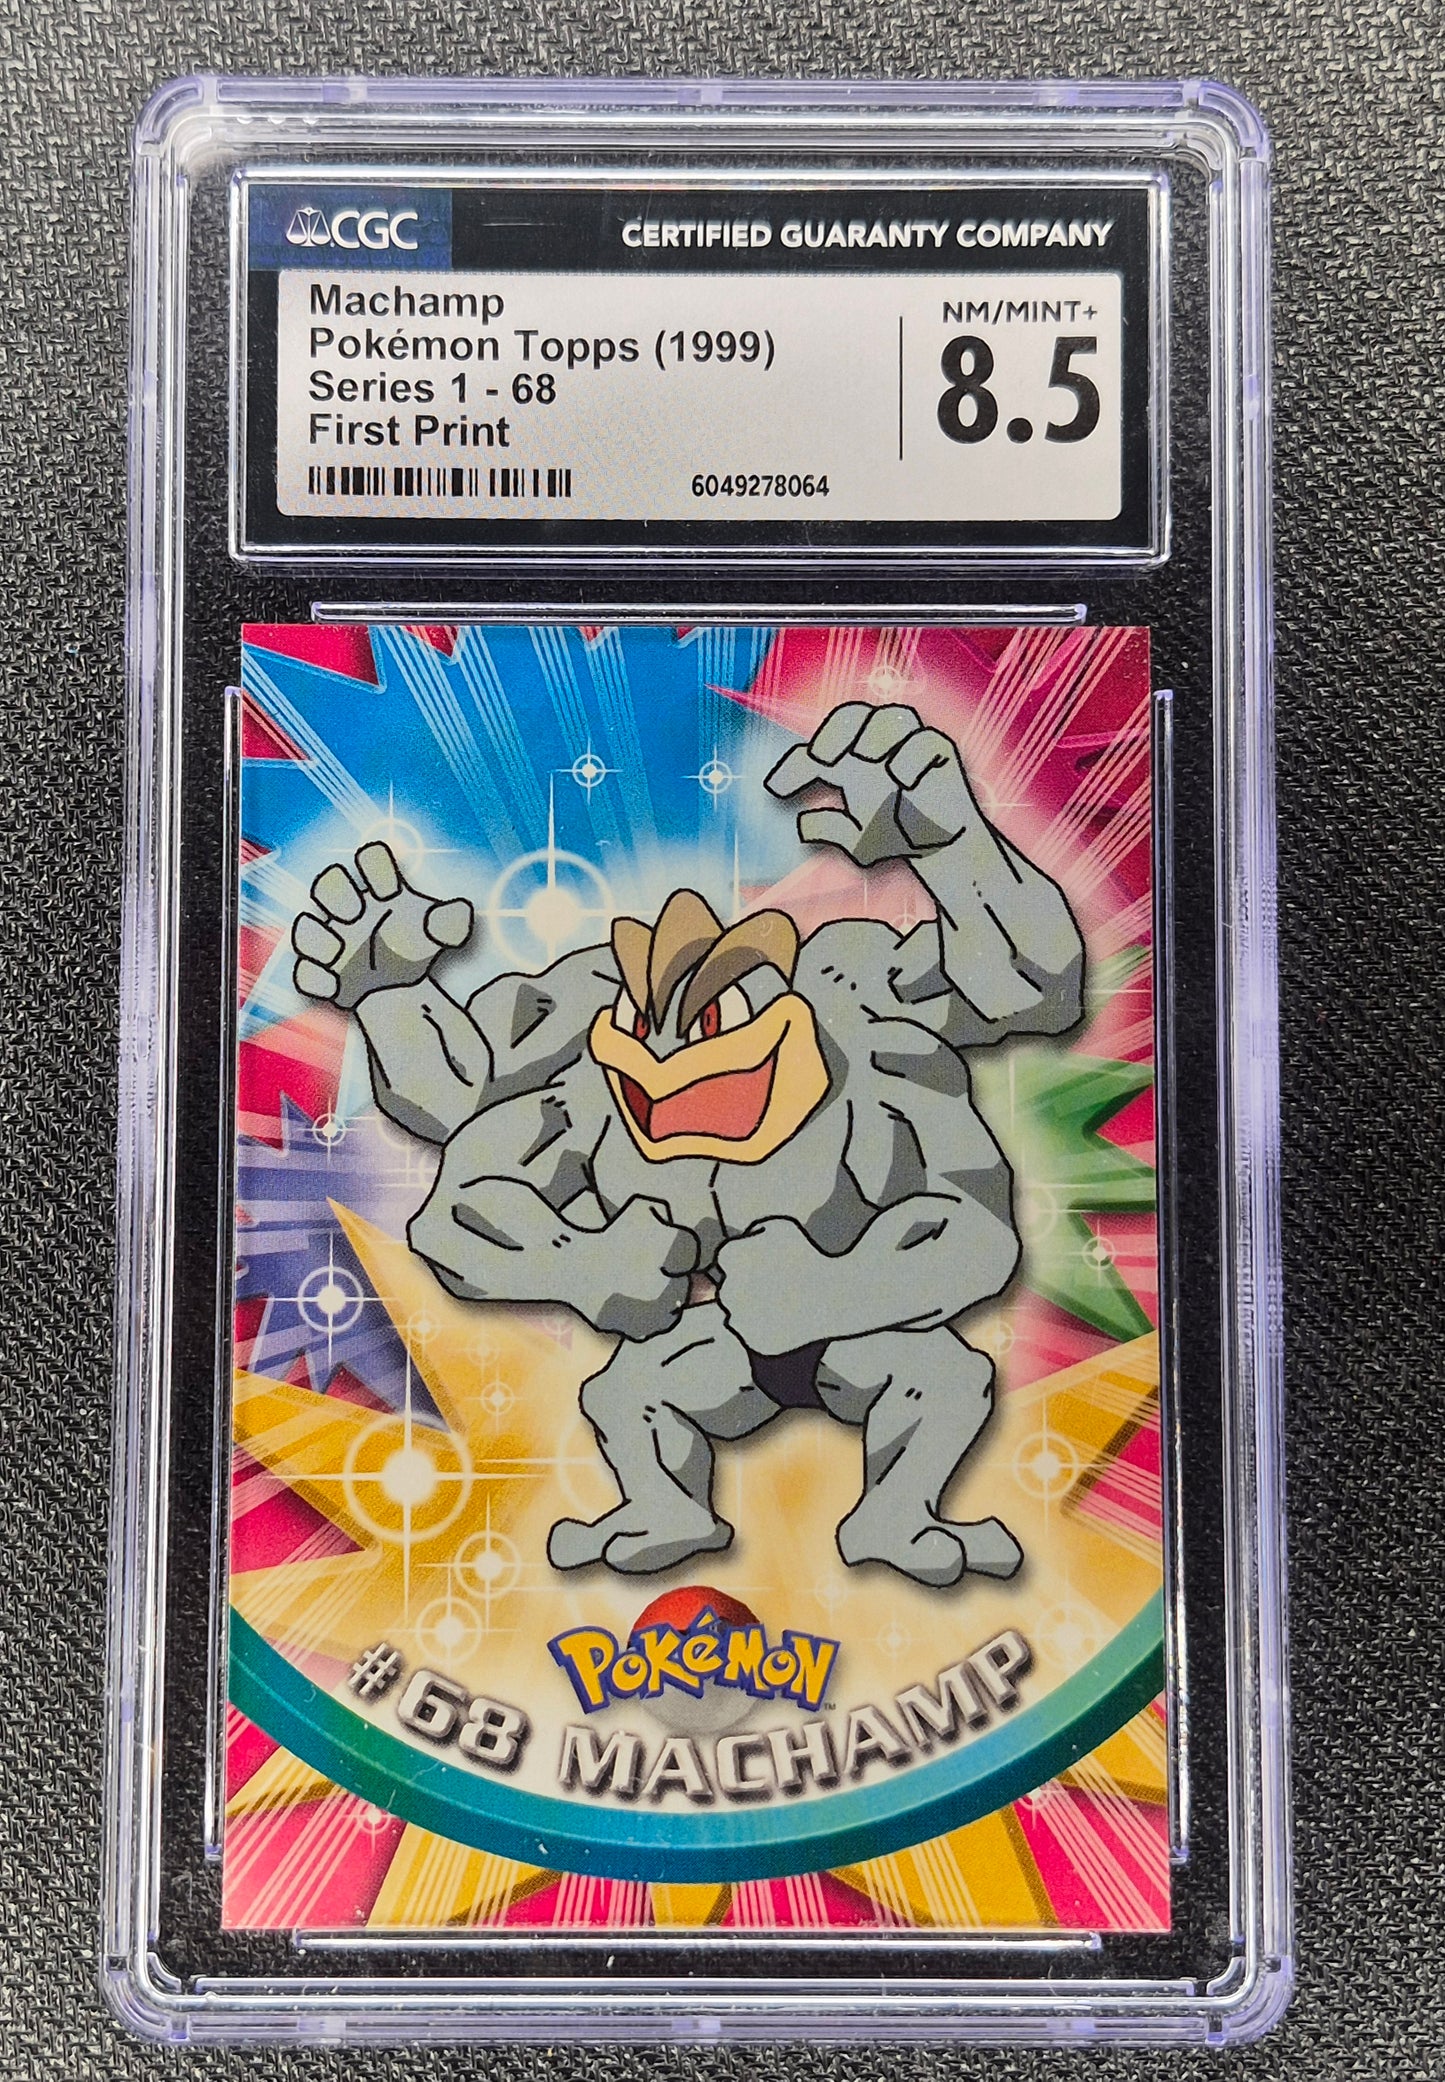 CGC
CERTIFIED GUARANTY COMPANY
Machamp
Pokémon Topps (1999)
Series 1 - 68
First Print
NM/MINT+
8.5
6049278064
POKéMON
TM
#68 MACHAMP